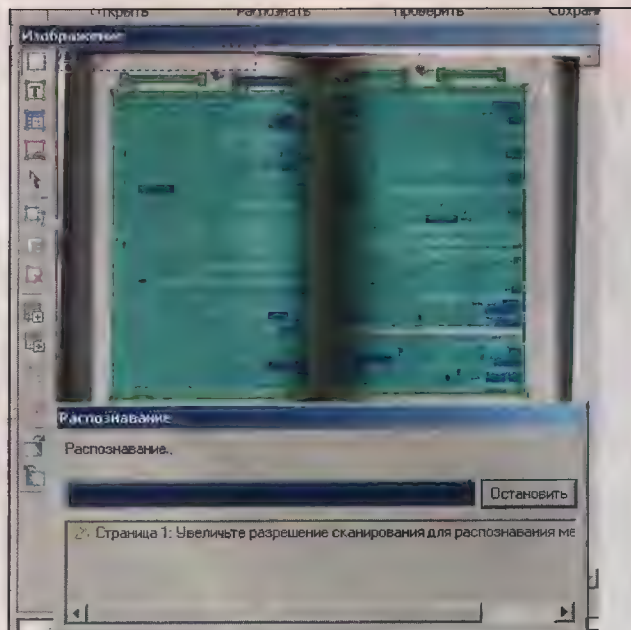 Открыть Распознать Проверить
Изображение
T
Распознавание
Распознавание..
Остановить
Страница 1: Увеличьте разрешение сканирования для распознавания ме